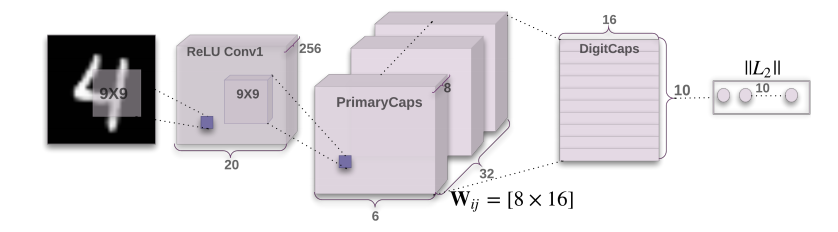 9X9
ReLU Conv1
256
9X9
20
PrimaryCaps
8
6
32
𝐖ᵢⱼ = [8 × 16]
16
DigitCaps
10
||L₂||
10